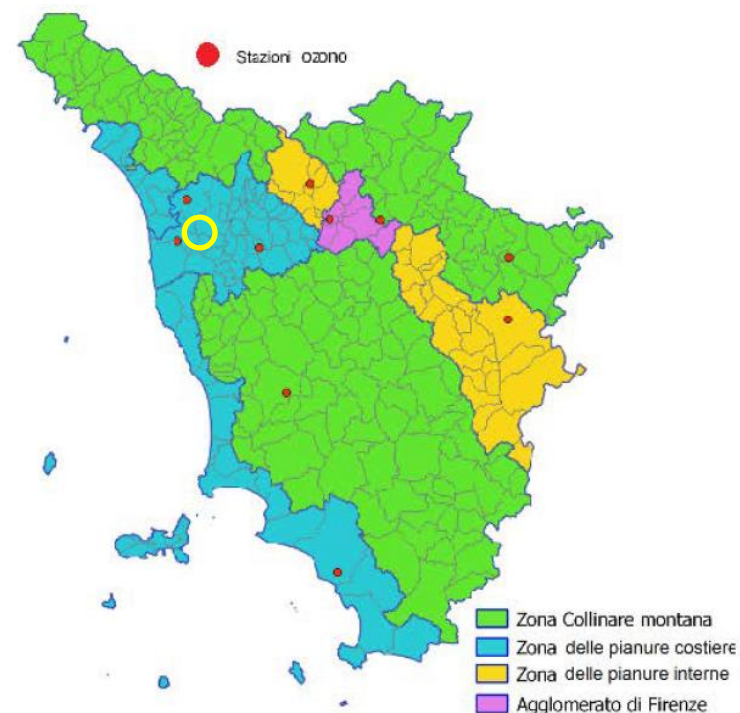 Stazioni ozono
Zona Collinare montana
Zona delle pianure costiere
Zona delle pianure interne
Agglomerato di Firenze